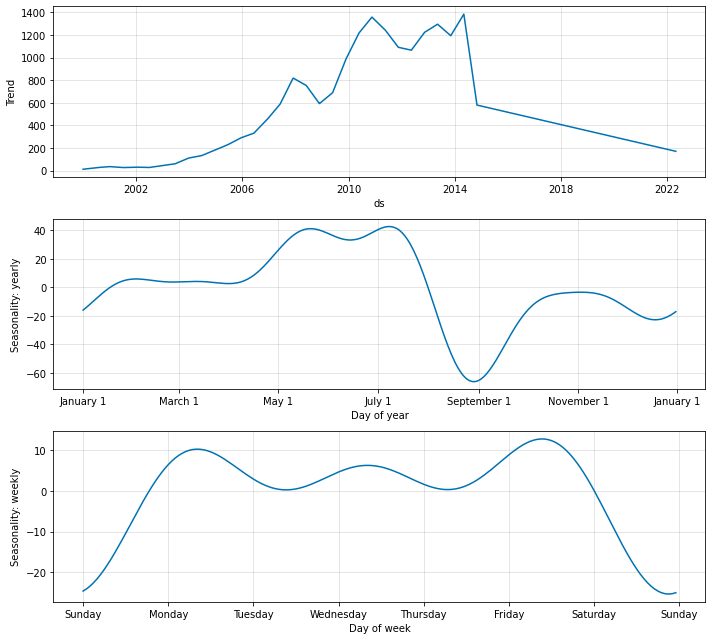 1400
1200
1000
800
600
400
200
0
Trend
2002 2006 2010 2014 2018 2022
ds
40
20
0
−20
−40
−60
Seasonality: yearly
January 1 March 1 May 1 July 1 September 1 November 1 January 1
Day of year
10
0
−10
−20
Seasonality: weekly
Sunday Monday Tuesday Wednesday Thursday Friday Saturday Sunday
Day of week